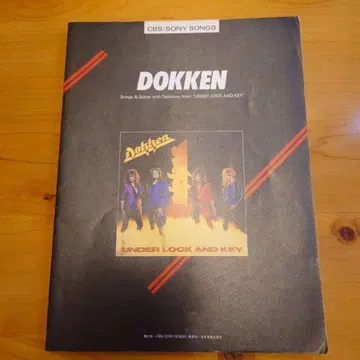 CBS/SONY SONGS
DOKKEN
Songs & Guitar with Tablature from "UNDER LOCK AND KEY"
Dokken
UNDER LOCK AND KEY